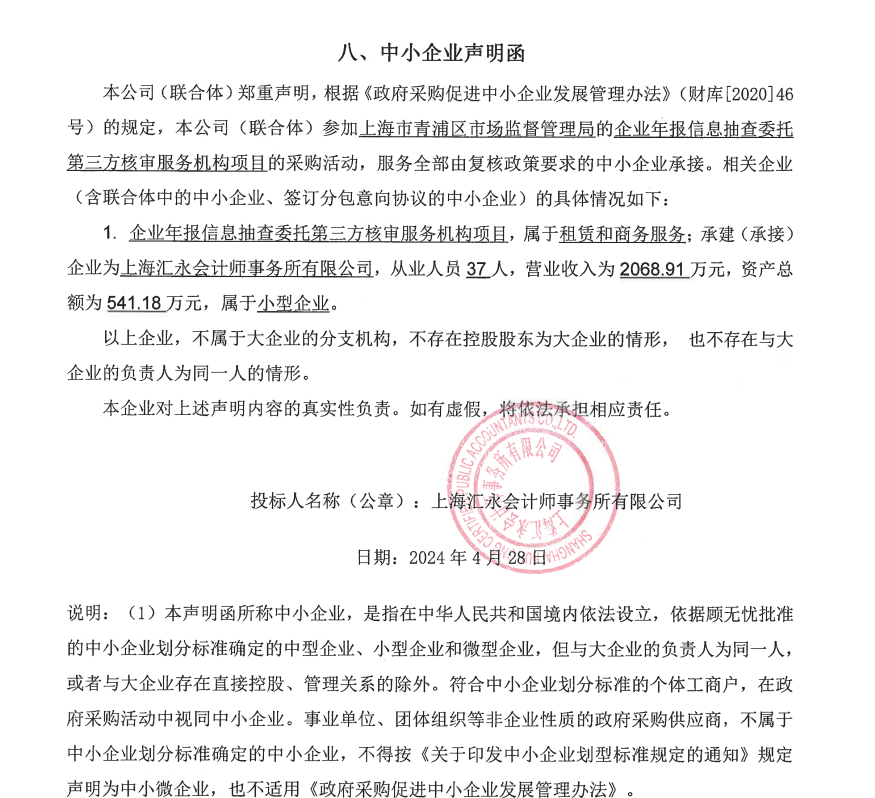 八、中小企业声明函
本公司（联合体）郑重声明，根据《政府采购促进中小企业发展管理办法》（财库[2020]46
号）的规定，本公司（联合体）参加上海市青浦区市场监督管理局的企业年报信息抽查委托
第三方核审服务机构项目的采购活动，服务全部由复核政策要求的中小企业承接。相关企业
（含联合体中的中小企业、签订分包意向协议的中小企业）的具体情况如下：
1. 企业年报信息抽查委托第三方核审服务机构项目，属于租赁和商务服务；承建（承接）
企业为上海汇永会计师事务所有限公司，从业人员 37 人，营业收入为 2068.91 万元，资产总
额为 541.18 万元，属于小型企业。
以上企业，不属于大企业的分支机构，不存在控股股东为大企业的情形， 也不存在与大
企业的负责人为同一人的情形。
本企业对上述声明内容的真实性负责。如有虚假，将依法承担相应责任。
投标人名称（公章）：上海汇永会计师事务所有限公司
上海汇永会计师事务所有限公司
日期：2024 年 4 月 28 日
说明：（1）本声明函所称中小企业，是指在中华人民共和国境内依法设立，依据顾无忧批准
的中小企业划分标准确定的中型企业、小型企业和微型企业，但与大企业的负责人为同一人，
或者与大企业存在直接控股、管理关系的除外。符合中小企业划分标准的个体工商户，在政
府采购活动中视同中小企业。事业单位、团体组织等非企业性质的政府采购供应商，不属于
中小企业划分标准确定的中小企业，不得按《关于印发中小企业划型标准规定的通知》规定
声明为中小微企业，也不适用《政府采购促进中小企业发展管理办法》。